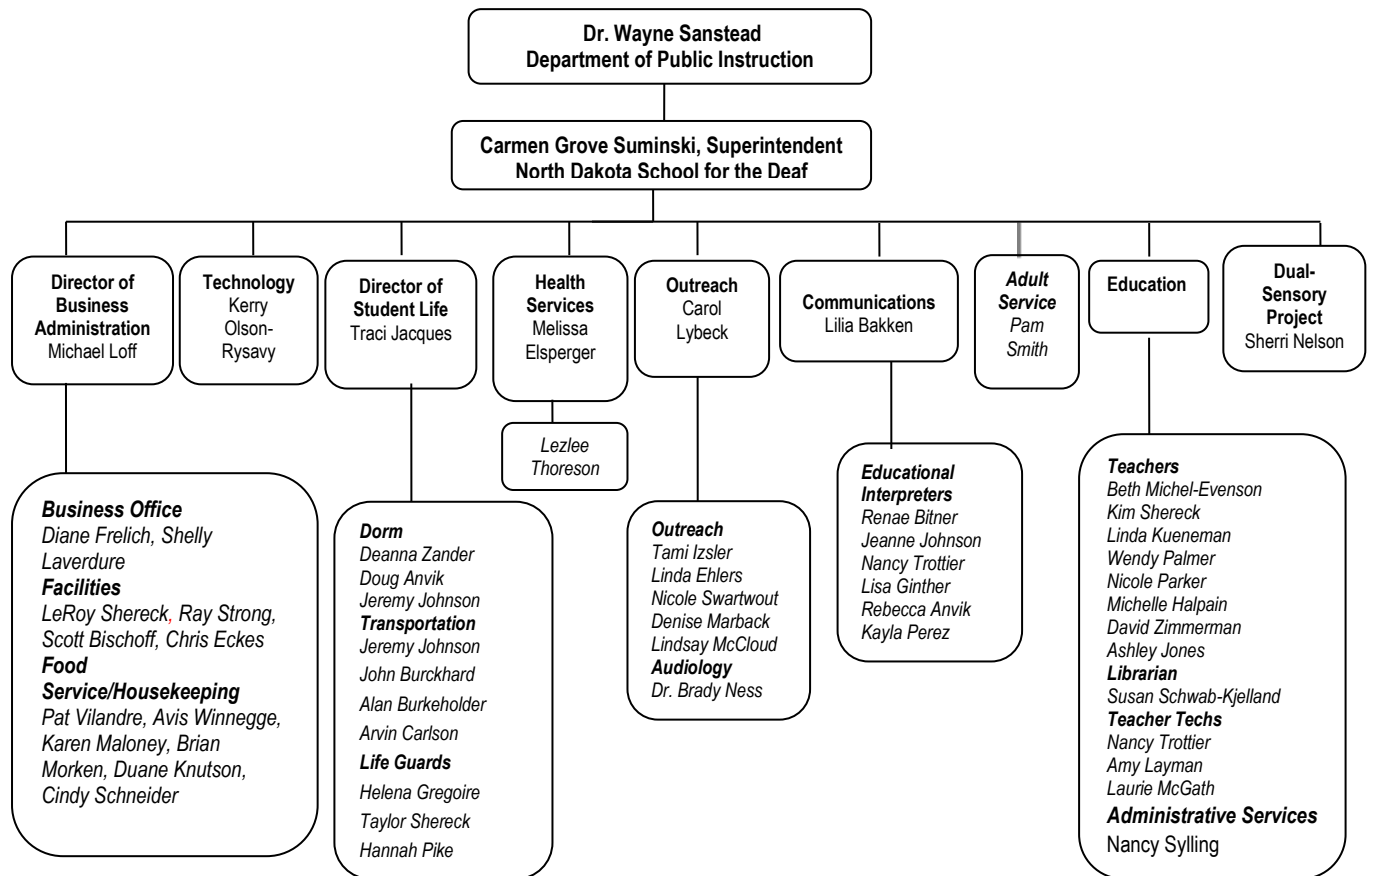 Dr. Wayne Sanstead
Department of Public Instruction
Carmen Grove Suminski, Superintendent
North Dakota School for the Deaf
Director of
Business
Administration
Michael Loff
Technology
Kerry
Olson-
Rysavy
Director of
Student Life
Traci Jacques
Health
Services
Melissa
Elsperger
Outreach
Carol
Lybeck
Communications
Lilia Bakken
Adult
Service
Pam
Smith
Education
Dual-
Sensory
Project
Sherri Nelson
Business Office
Diane Frelich, Shelly
Laverdure
Facilities
LeRoy Shereck, Ray Strong,
Scott Bischoff, Chris Eckes
Food
Service/Housekeeping
Pat Vilandre, Avis Winnegge,
Karen Maloney, Brian
Morken, Duane Knutson,
Cindy Schneider
Dorm
Deanna Zander
Doug Anvik
Jeremy Johnson
Transportation
Jeremy Johnson
John Burckhard
Alan Burkeholder
Arvin Carlson
Life Guards
Helena Gregoire
Taylor Shereck
Hannah Pike
Lezlee
Thoreson
Outreach
Tami Izsler
Linda Ehlers
Nicole Swartwout
Denise Marback
Lindsay McCloud
Audiology
Dr. Brady Ness
Educational
Interpreters
Renae Bitner
Jeanne Johnson
Nancy Trottier
Lisa Ginther
Rebecca Anvik
Kayla Perez
Teachers
Beth Michel-Evenson
Kim Shereck
Linda Kueneman
Wendy Palmer
Nicole Parker
Michelle Halpain
David Zimmerman
Ashley Jones
Librarian
Susan Schwab-Kjelland
Teacher Techs
Nancy Trottier
Amy Layman
Laurie McGath
Administrative Services
Nancy Sylling